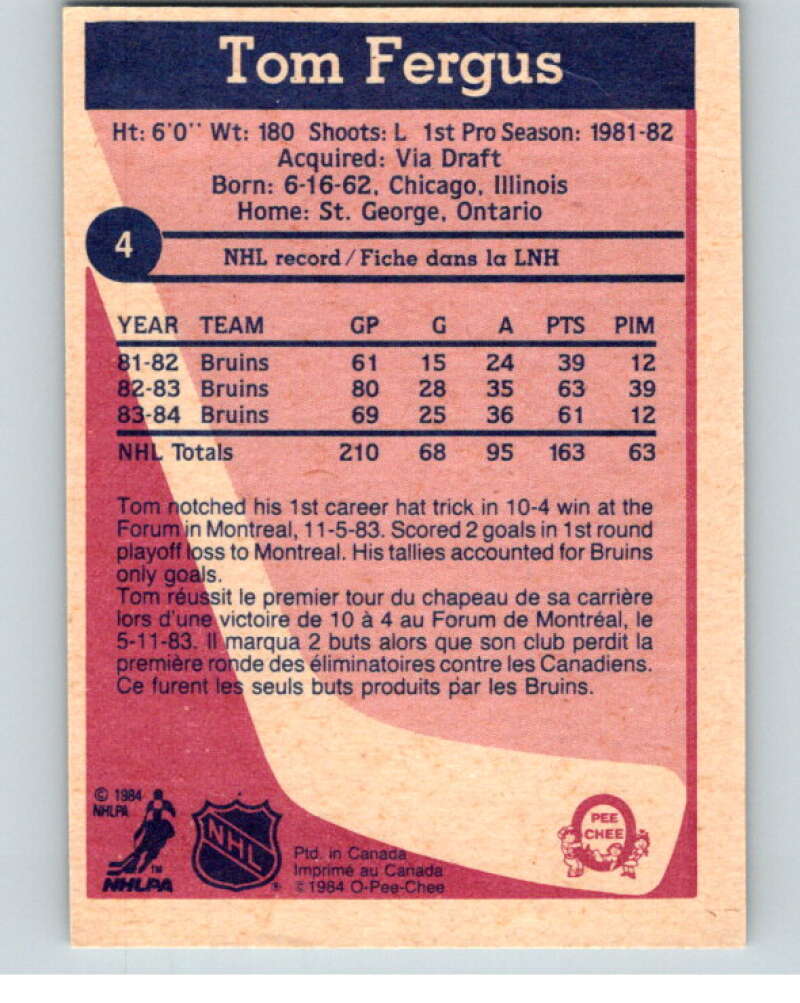 Tom Fergus
Ht: 6'0'' Wt: 180 Shoots: L 1st Pro Season: 1981-82
Acquired: Via Draft
Born: 6-16-62, Chicago, Illinois
Home: St. George, Ontario
4
NHL record/Fiche dans la LNH
YEAR TEAM GP G A PTS PIM
81-82 Bruins 61 15 24 39 12
82-83 Bruins 80 28 35 63 39
83-84 Bruins 69 25 36 61 12
NHL Totals 210 68 95 163 63
Tom notched his 1st career hat trick in 10-4 win at the
Forum in Montreal, 11-5-83. Scored 2 goals in 1st round
playoff loss to Montreal. His tallies accounted for Bruins
only goals.
Tom réussit le premier tour du chapeau de sa carrière
lors d'une victoire de 10 à 4 au Forum de Montréal, le
5-11-83. Il marqua 2 buts alors que son club perdit la
première ronde des éliminatoires contre les Canadiens.
Ce furent les seuls buts produits par les Bruins.
© 1984
NHLPA
TM
NHLPA
NHL
®
Ptd. in Canada
Imprimé au Canada
© 1984 O-Pee-Chee
PEE
CHEE